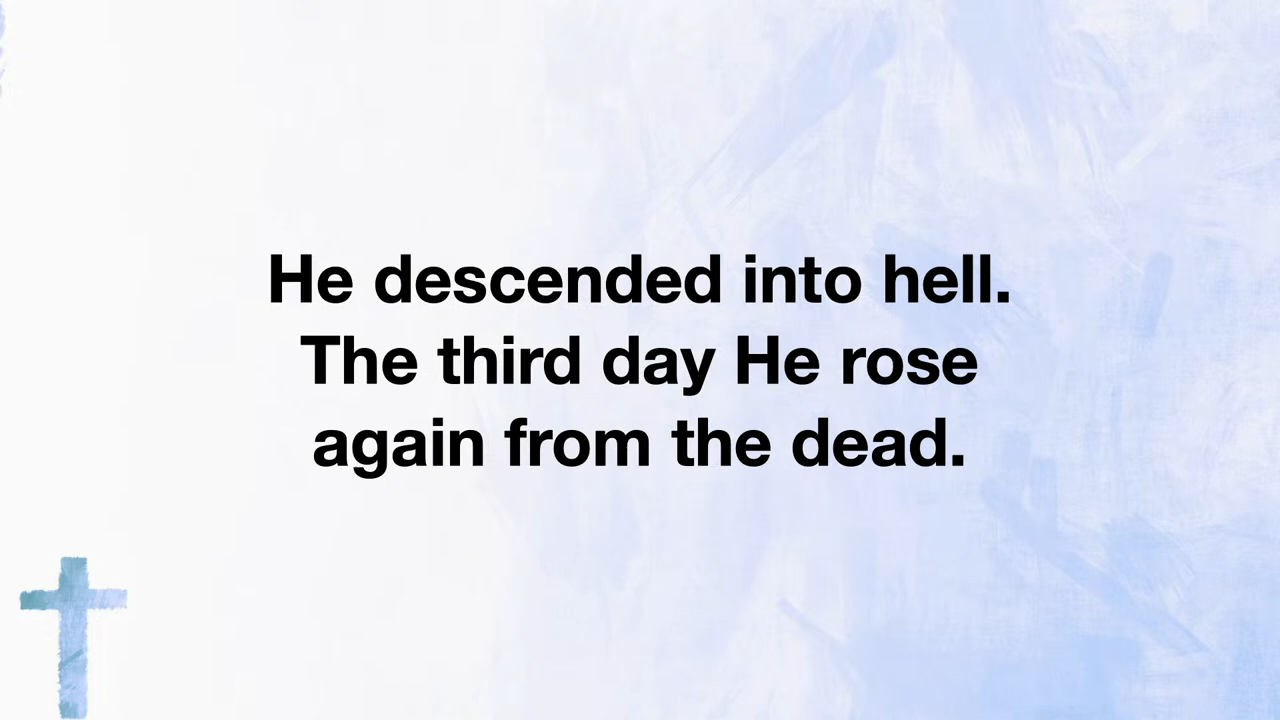 He descended into hell.
The third day He rose
again from the dead.